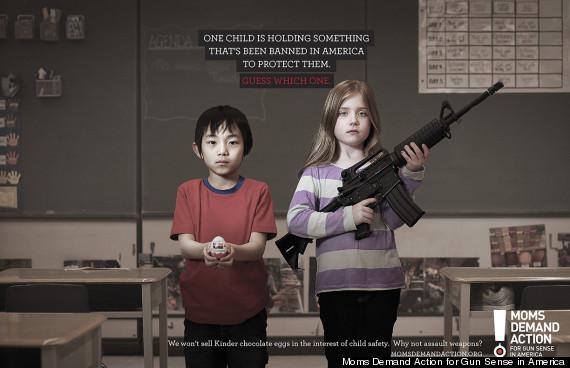 ONE CHILD IS HOLDING SOMETHING
THAT'S BEEN BANNED IN AMERICA
TO PROTECT THEM.
GUESS WHICH ONE.
AGENDA
We won't sell Kinder chocolate eggs in the interest of child safety. Why not assault weapons?
MOMSDEMANDACTION.ORG
MOMS
DEMAND
ACTION
FOR GUN SENSE
IN AMERICA
Moms Demand Action for Gun Sense in America